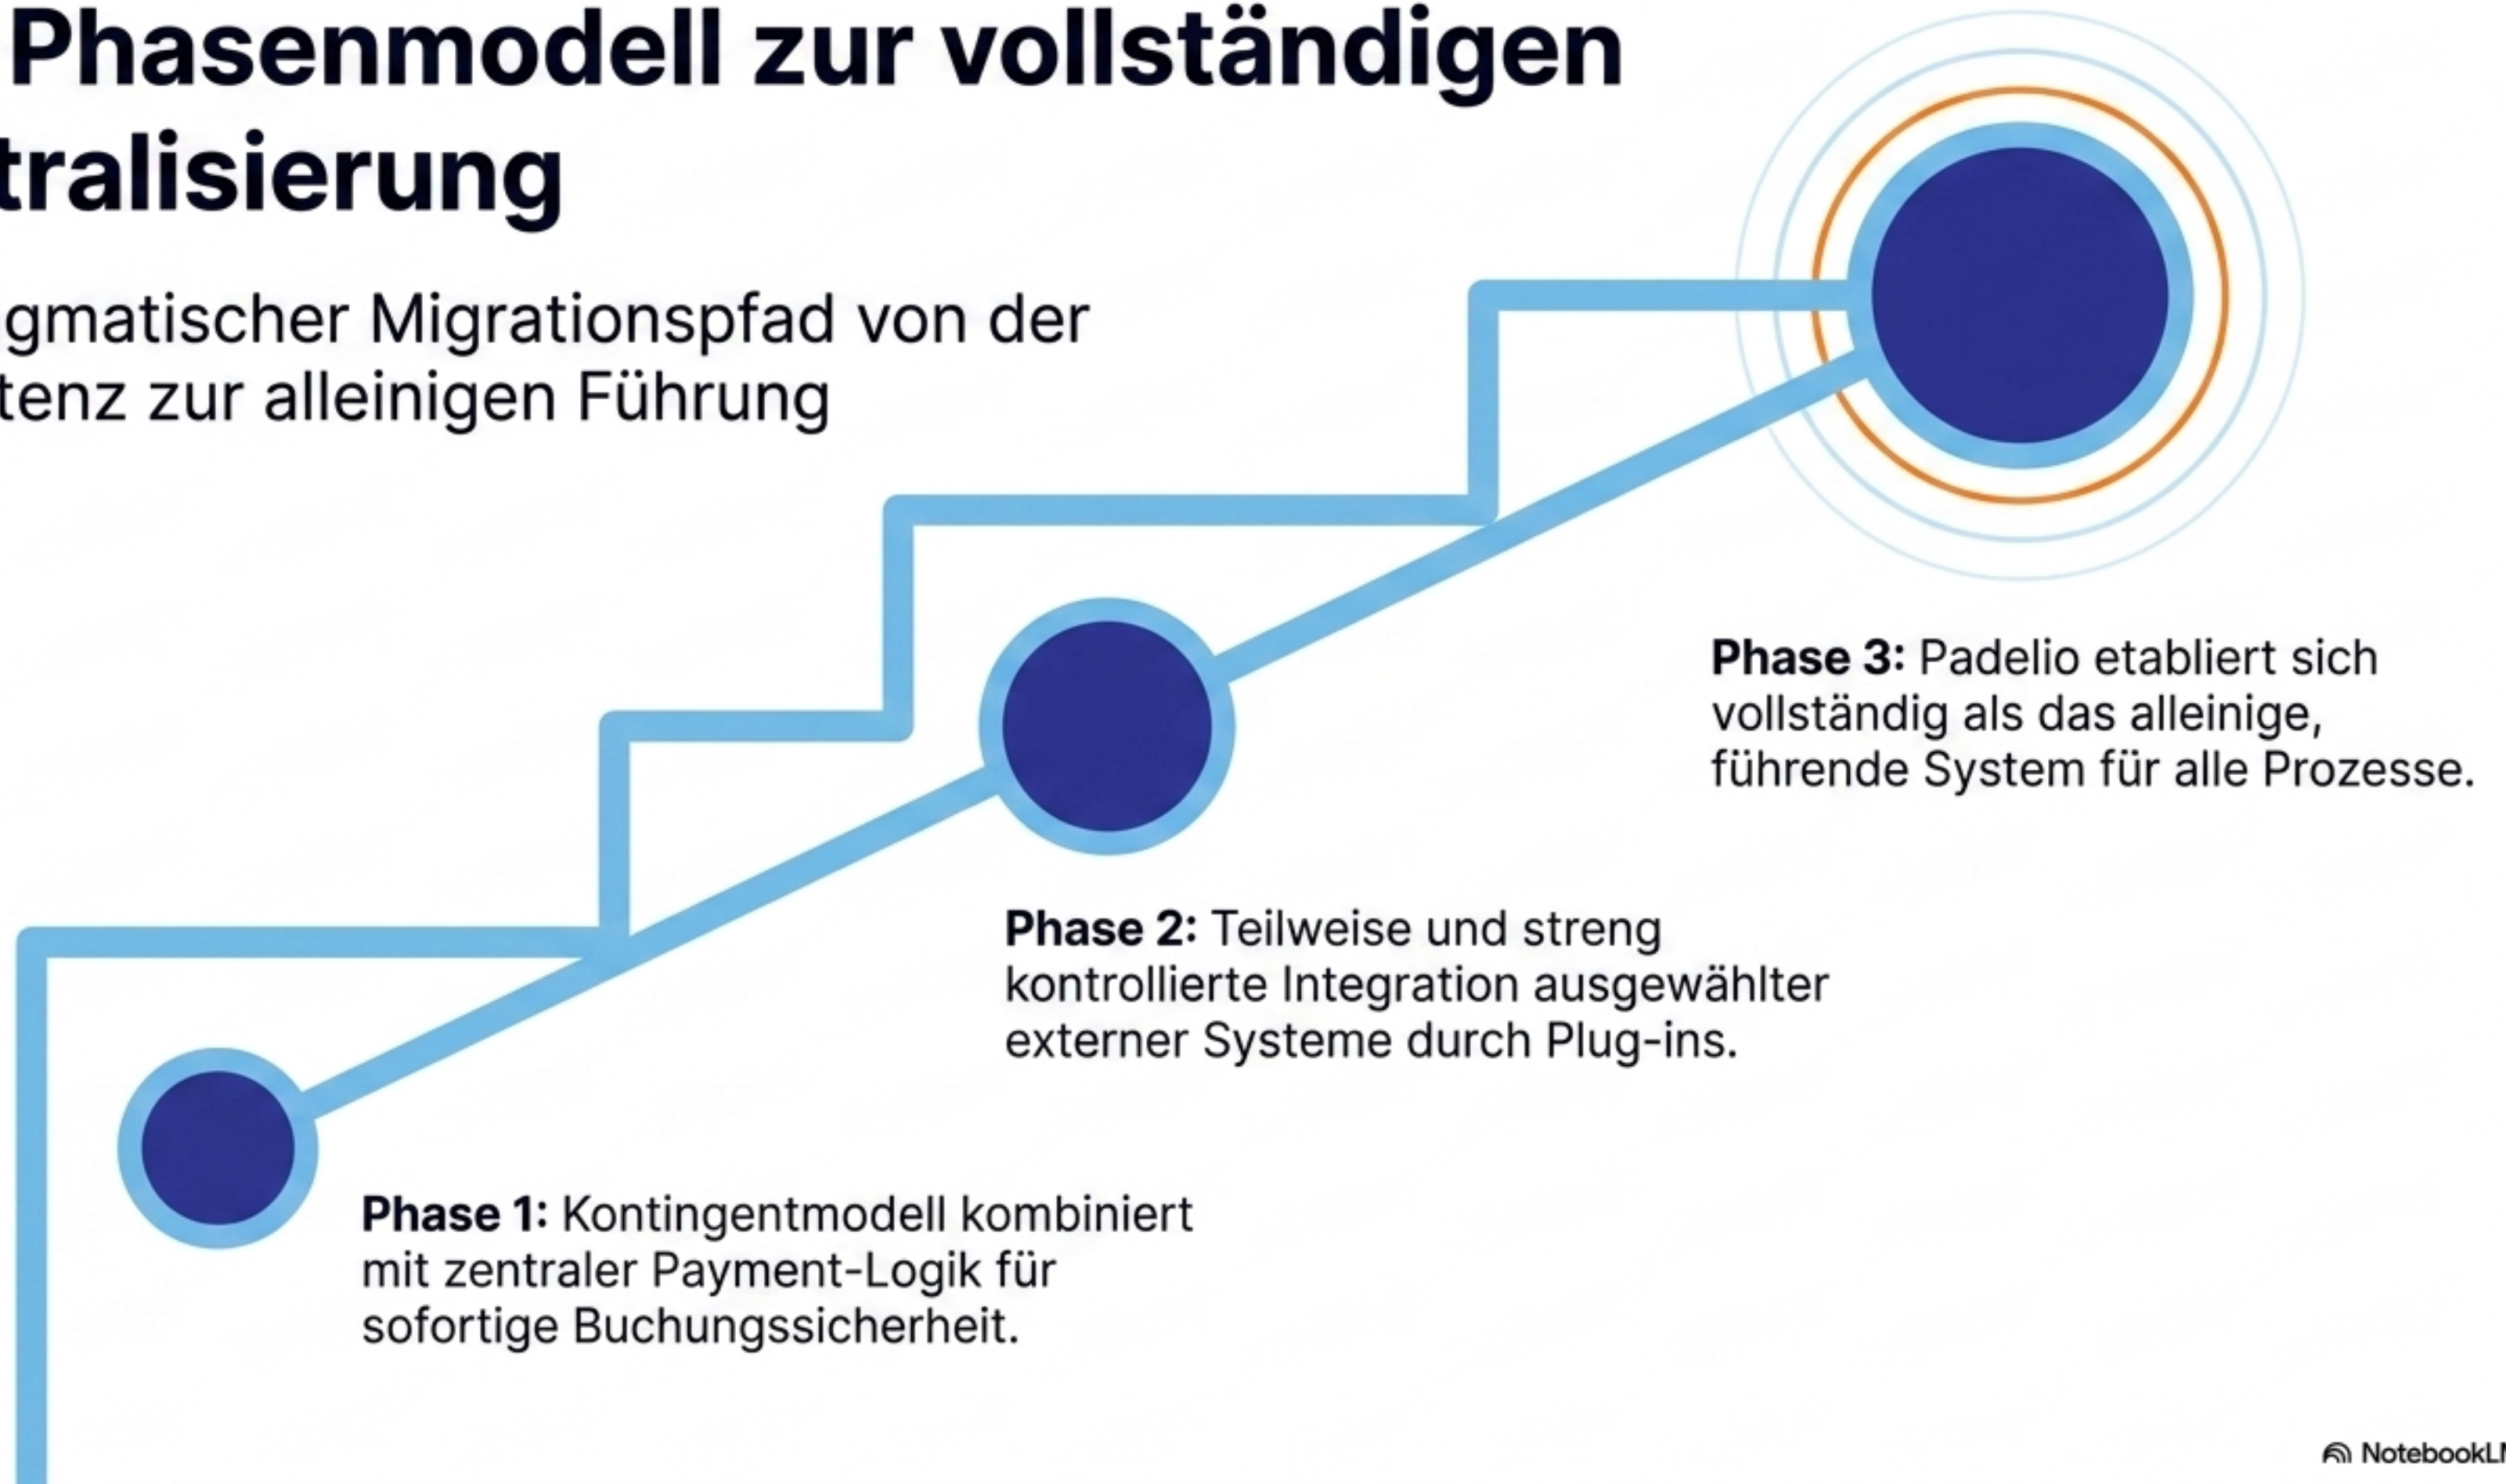 Phasenmodell zur vollständigen
tralisierung
gmatischer Migrationspfad von der
tenz zur alleinigen Führung
Phase 3: Padelio etabliert sich
vollständig als das alleinige,
führende System für alle Prozesse.
Phase 2: Teilweise und streng
kontrollierte Integration ausgewählter
externer Systeme durch Plug-ins.
Phase 1: Kontingentmodell kombiniert
mit zentraler Payment-Logik für
sofortige Buchungssicherheit.
NotebookLM